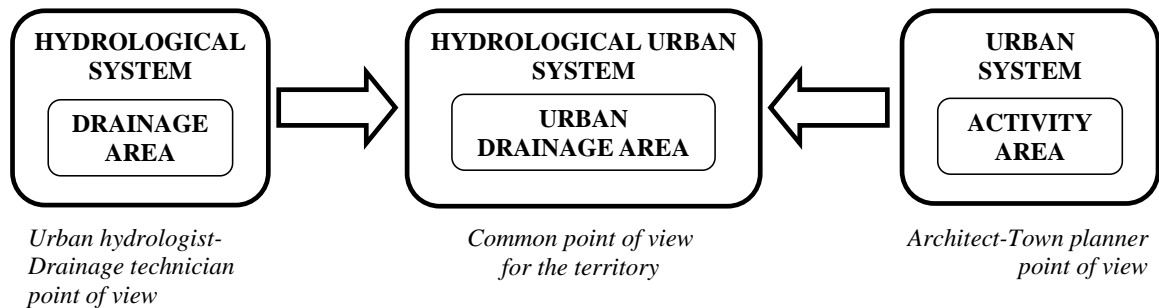 HYDROLOGICAL
SYSTEM
DRAINAGE
AREA
Urban hydrologist-
Drainage technician
point of view
HYDROLOGICAL URBAN
SYSTEM
URBAN
DRAINAGE AREA
Common point of view
for the territory
URBAN
SYSTEM
ACTIVITY
AREA
Architect-Town planner
point of view